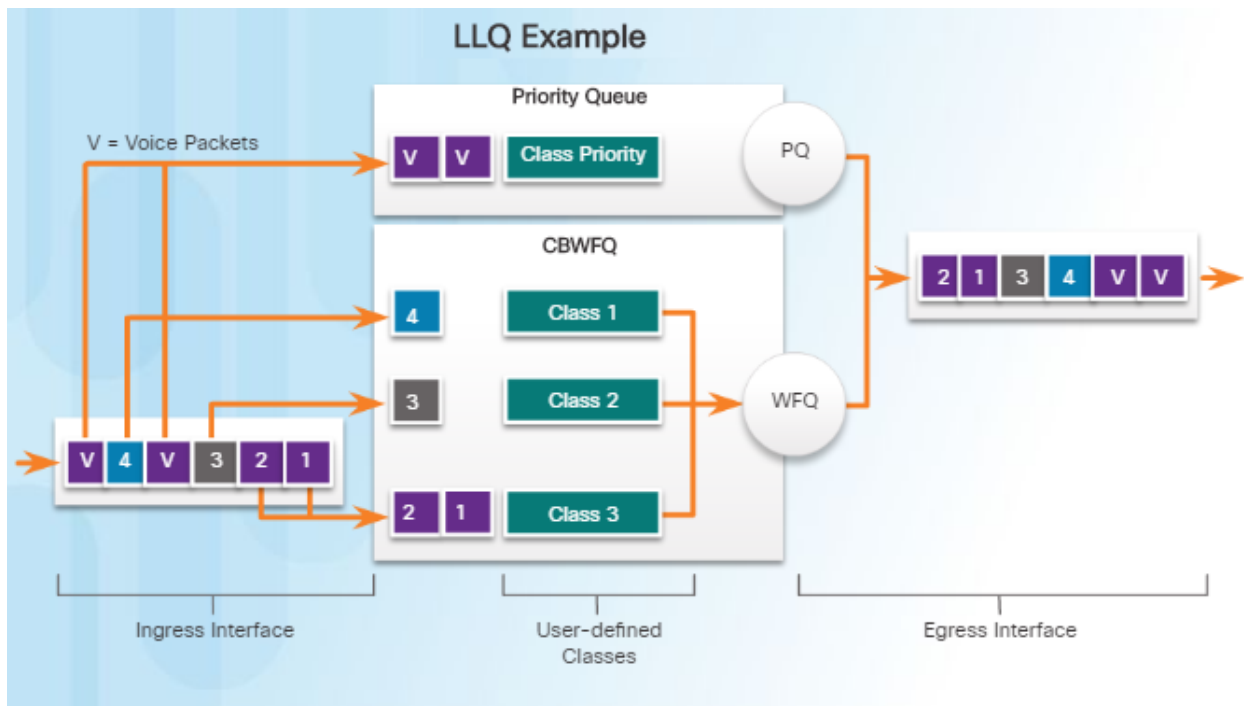 LLQ Example
Priority Queue
V = Voice Packets
V V Class Priority PQ
CBWFQ
2 1 3 4 V V
4 Class 1
3 Class 2 WFQ
V 4 V 3 2 1
2 1 Class 3
Ingress Interface
User-defined
Classes
Egress Interface